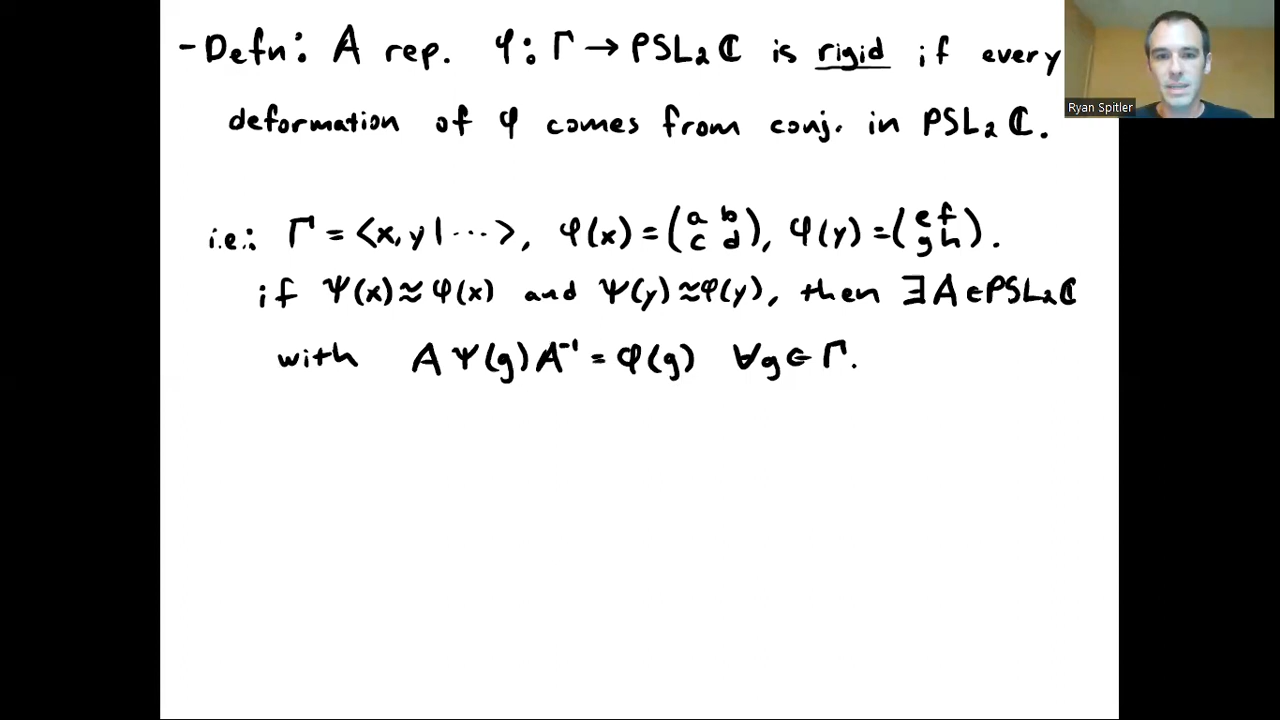 - Defn: A rep. φ: Γ → PSL₂ℂ is rigid if every
Ryan Spitler
deformation of φ comes from conj. in PSL₂ℂ.
i.e.: Γ = <x, y | ... >, φ(x) = (a b c d), φ(y) = (e f g h).
if Ψ(x) ≈ φ(x) and Ψ(y) ≈ φ(y), then ∃ A ∈ PSL₂ℂ
with A Ψ(g) A⁻¹ = φ(g) ∀g ∈ Γ.